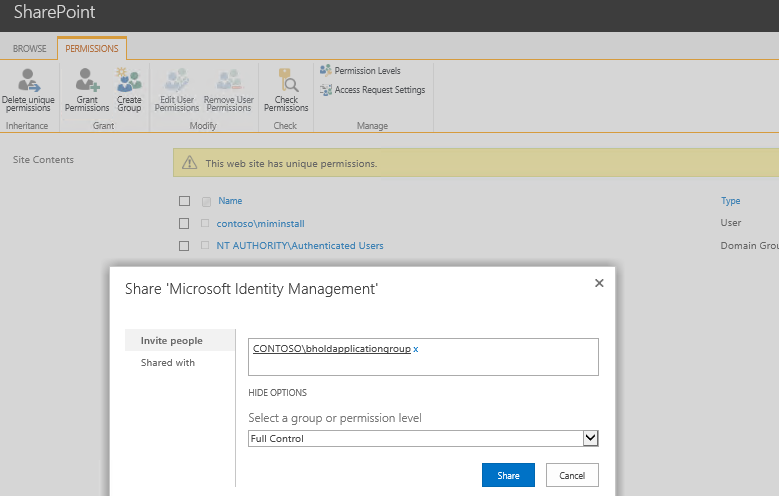 SharePoint
BROWSE PERMISSIONS
Delete unique permissions
Grant Permissions
Create Group
Edit User Permissions
Remove User Permissions
Check Permissions
Permission Levels
Access Request Settings
Inheritance Grant Modify Check Manage
Site Contents
This web site has unique permissions.
Name Type
contoso\miminstall User
NT AUTHORITY\Authenticated Users Domain Grou
Share 'Microsoft Identity Management'
Invite people
Shared with
CONTOSO\bholdapplicationgroup x
HIDE OPTIONS
Select a group or permission level
Full Control
Share Cancel